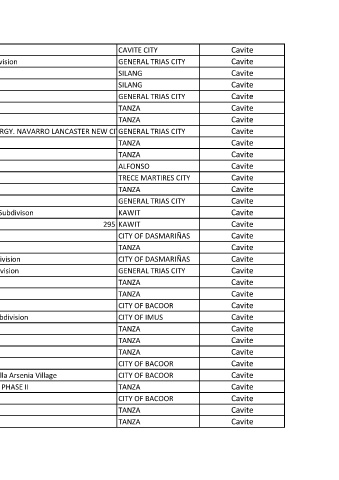 CAVITE CITY Cavite
vision GENERAL TRIAS CITY Cavite
SILANG Cavite
SILANG Cavite
GENERAL TRIAS CITY Cavite
TANZA Cavite
TANZA Cavite
RGY. NAVARRO LANCASTER NEW CI GENERAL TRIAS CITY Cavite
TANZA Cavite
TANZA Cavite
ALFONSO Cavite
TRECE MARTIRES CITY Cavite
TANZA Cavite
GENERAL TRIAS CITY Cavite
Subdivison KAWIT Cavite
295 KAWIT Cavite
CITY OF DASMARIÑAS Cavite
TANZA Cavite
ivision CITY OF DASMARIÑAS Cavite
vision GENERAL TRIAS CITY Cavite
TANZA Cavite
TANZA Cavite
CITY OF BACOOR Cavite
bdivision CITY OF IMUS Cavite
TANZA Cavite
TANZA Cavite
TANZA Cavite
CITY OF BACOOR Cavite
lla Arsenia Village CITY OF BACOOR Cavite
PHASE II TANZA Cavite
CITY OF BACOOR Cavite
TANZA Cavite
TANZA Cavite